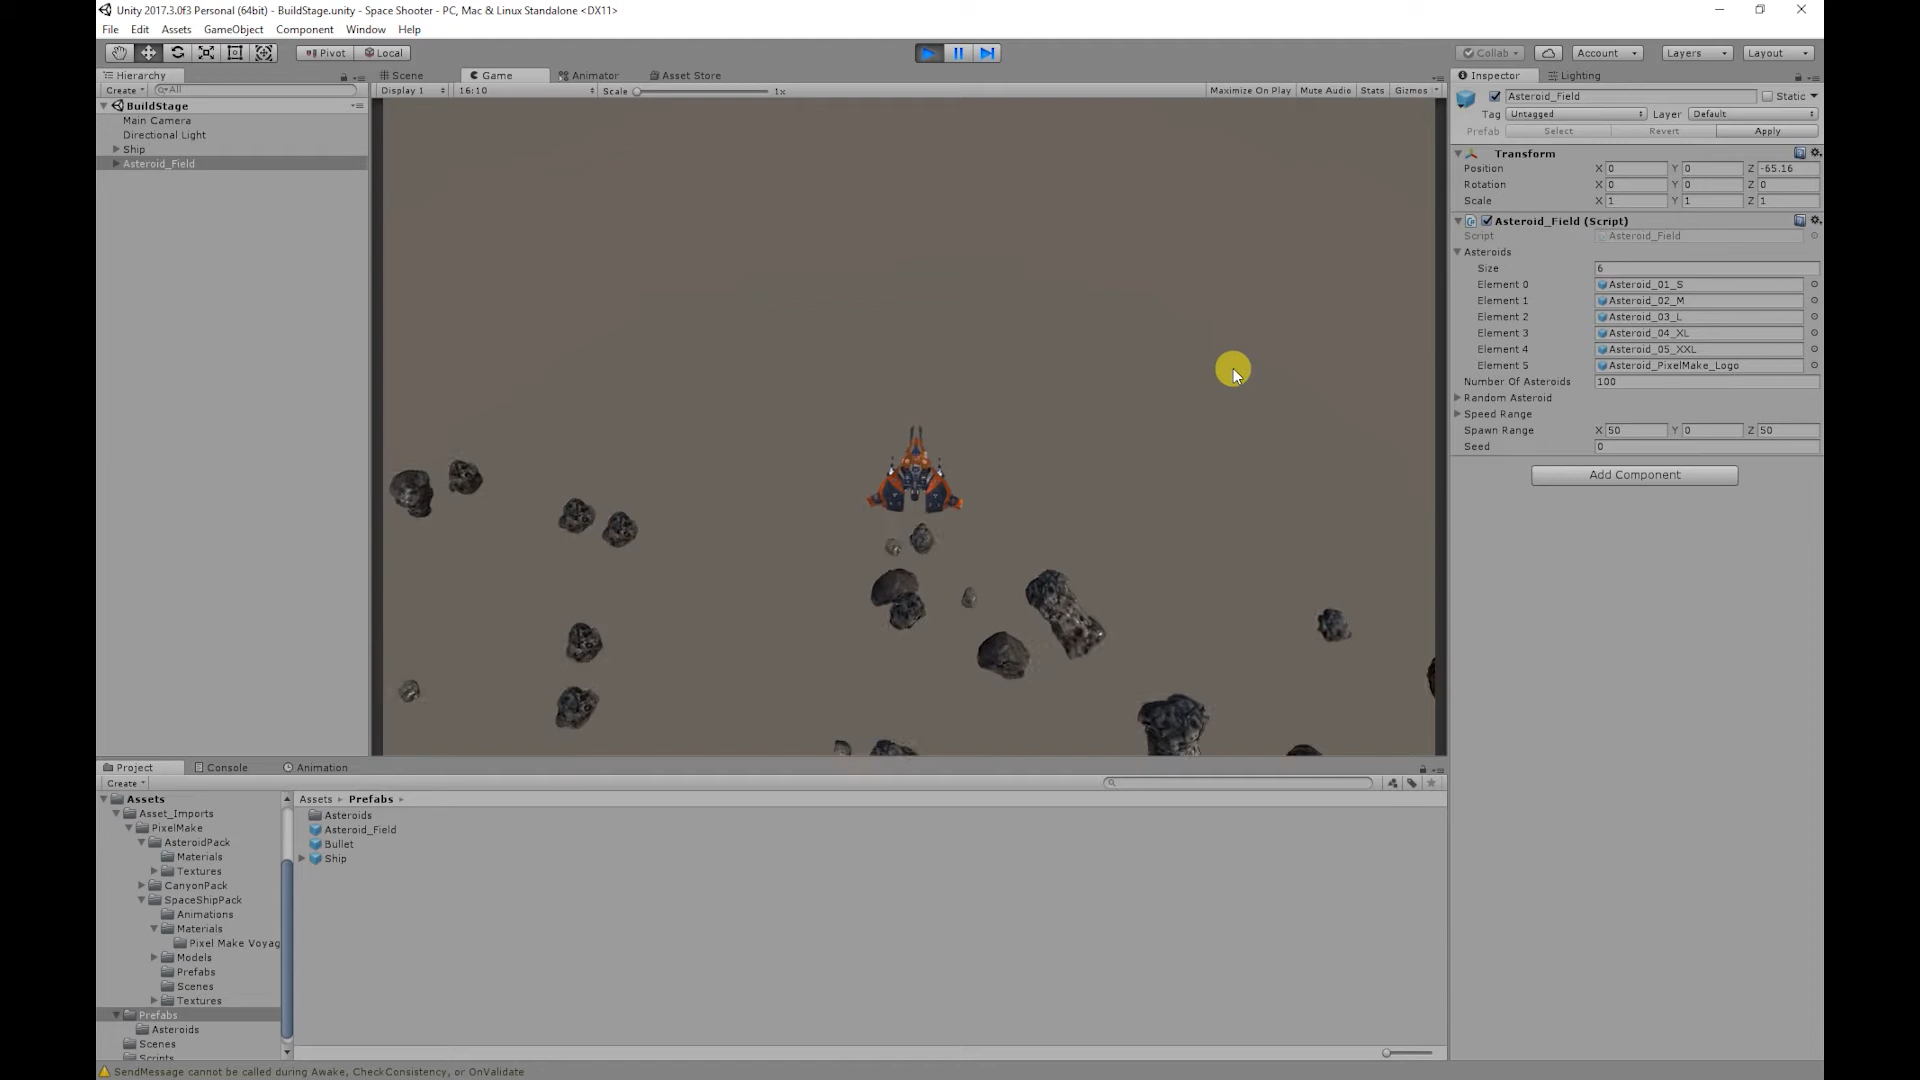 Unity 2017.3.0f3 Personal (64bit) - BuildStage.unity - Space Shooter - PC, Mac & Linux Standalone <DX11>
File Edit Assets GameObject Component Window Help
Pivot Local Collab Account Layers Layout
Hierarchy Scene Game Animator Asset Store Inspector Lighting
Create All Display 1 16:10 Scale 1x Maximize On Play Mute Audio Stats Gizmos
BuildStage
Main Camera
Directional Light
Ship
Asteroid_Field
Asteroid_Field Static
Tag Untagged Layer Default
Prefab Select Revert Apply
Transform
Position X 0 Y 0 Z -65.16
Rotation X 0 Y 0 Z 0
Scale X 1 Y 1 Z 1
Asteroid_Field (Script)
Script Asteroid_Field
Asteroids
Size 6
Element 0 Asteroid_01_S
Element 1 Asteroid_02_M
Element 2 Asteroid_03_L
Element 3 Asteroid_04_XL
Element 4 Asteroid_05_XXL
Element 5 Asteroid_PixelMake_Logo
Number Of Asteroids 100
Random Asteroid
Speed Range
Spawn Range X 50 Y 0 Z 50
Seed 0
Add Component
Project Console Animation
Create
Assets
Asset_Imports
PixelMake
AsteroidPack
Materials
Textures
CanyonPack
SpaceShipPack
Animations
Materials
Pixel Make Voyag
Models
Prefabs
Scenes
Textures
Prefabs
Asteroids
Scenes
Scripts
Assets Prefabs
Asteroids
Asteroid_Field
Bullet
Ship
SendMessage cannot be called during Awake, CheckConsistency, or OnValidate